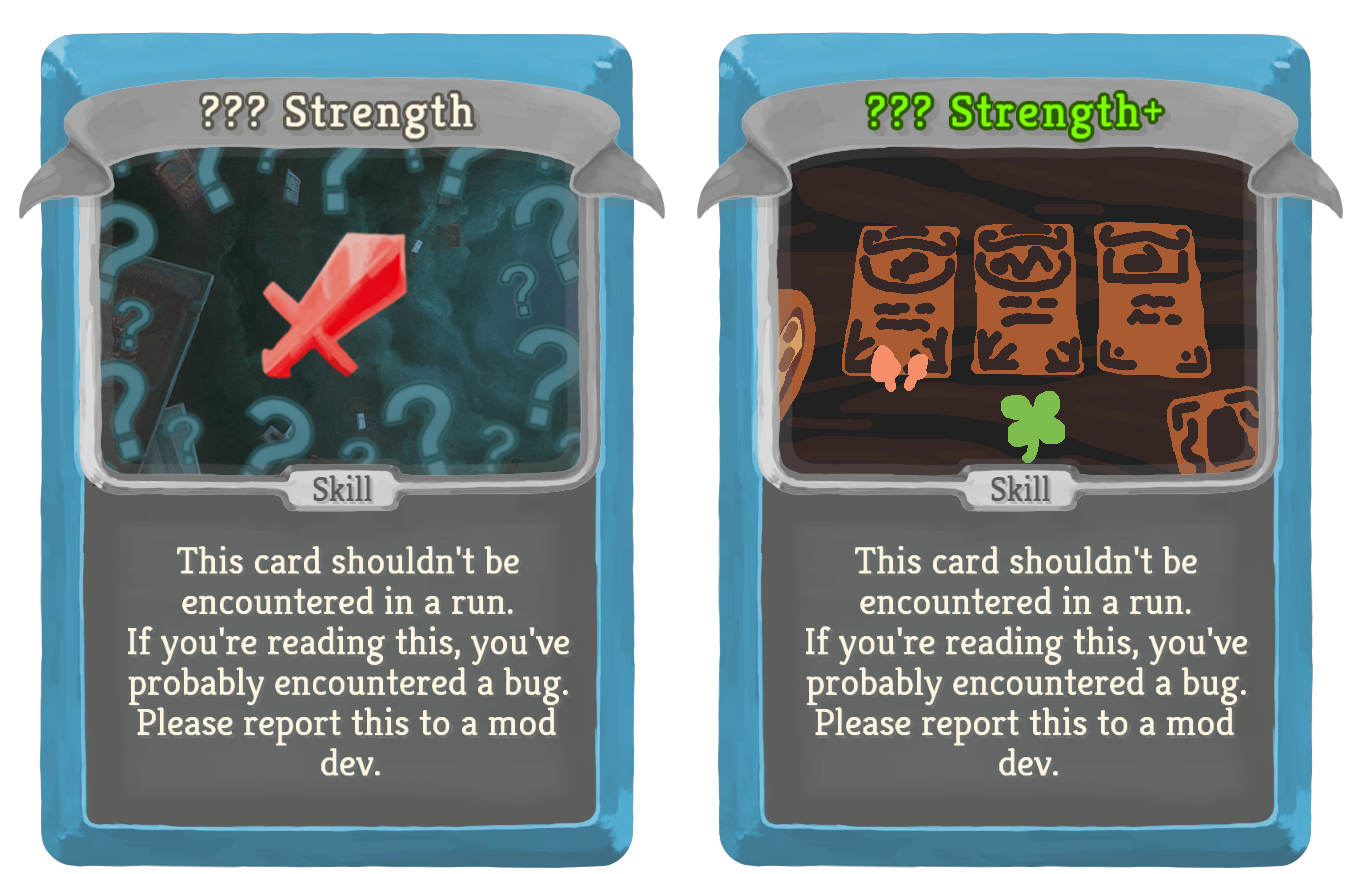 ??? Strength
Skill
This card shouldn't be
encountered in a run.
If you're reading this, you've
probably encountered a bug.
Please report this to a mod
dev.
??? Strength+
Skill
This card shouldn't be
encountered in a run.
If you're reading this, you've
probably encountered a bug.
Please report this to a mod
dev.